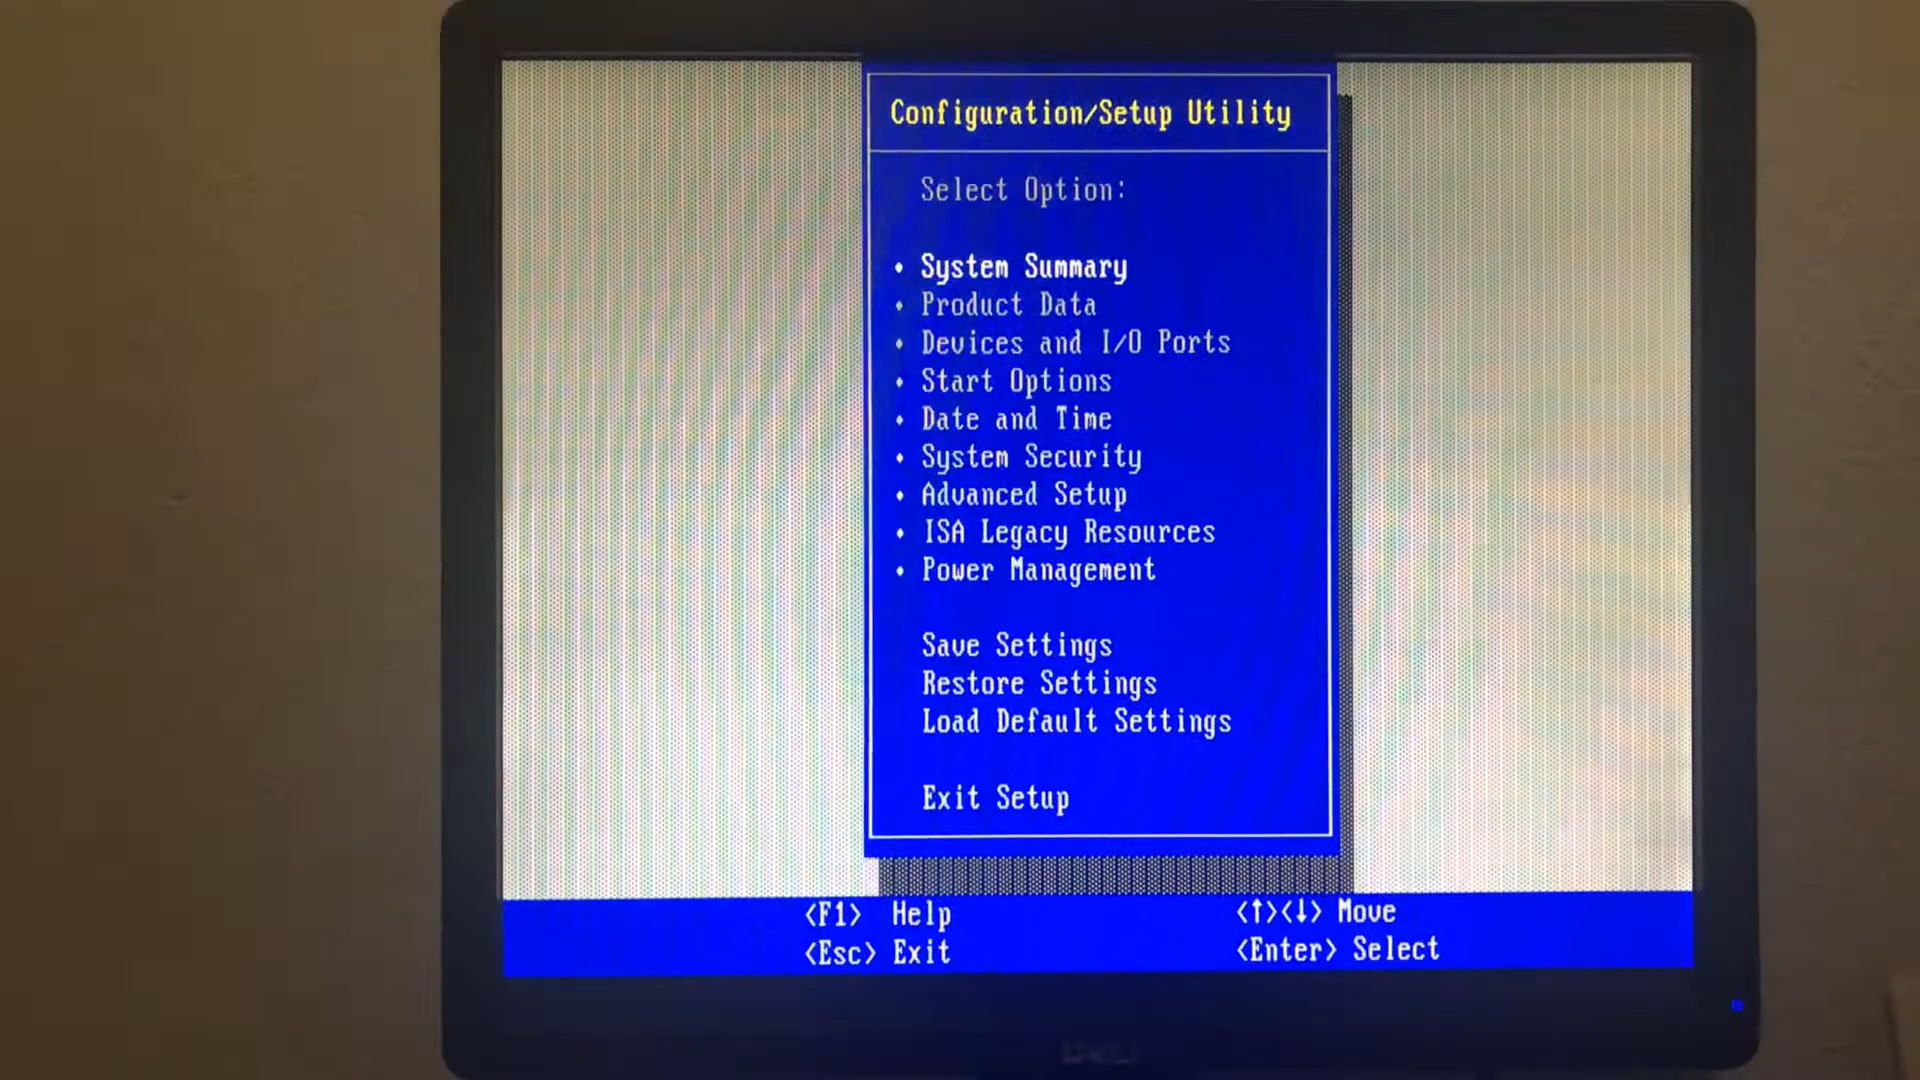 Configuration/Setup Utility
Select Option:
• System Summary
• Product Data
• Devices and I/O Ports
• Start Options
• Date and Time
• System Security
• Advanced Setup
• ISA Legacy Resources
• Power Management
Save Settings
Restore Settings
Load Default Settings
Exit Setup
<F1> Help <↑><↓> Move
<Esc> Exit <Enter> Select
DELL